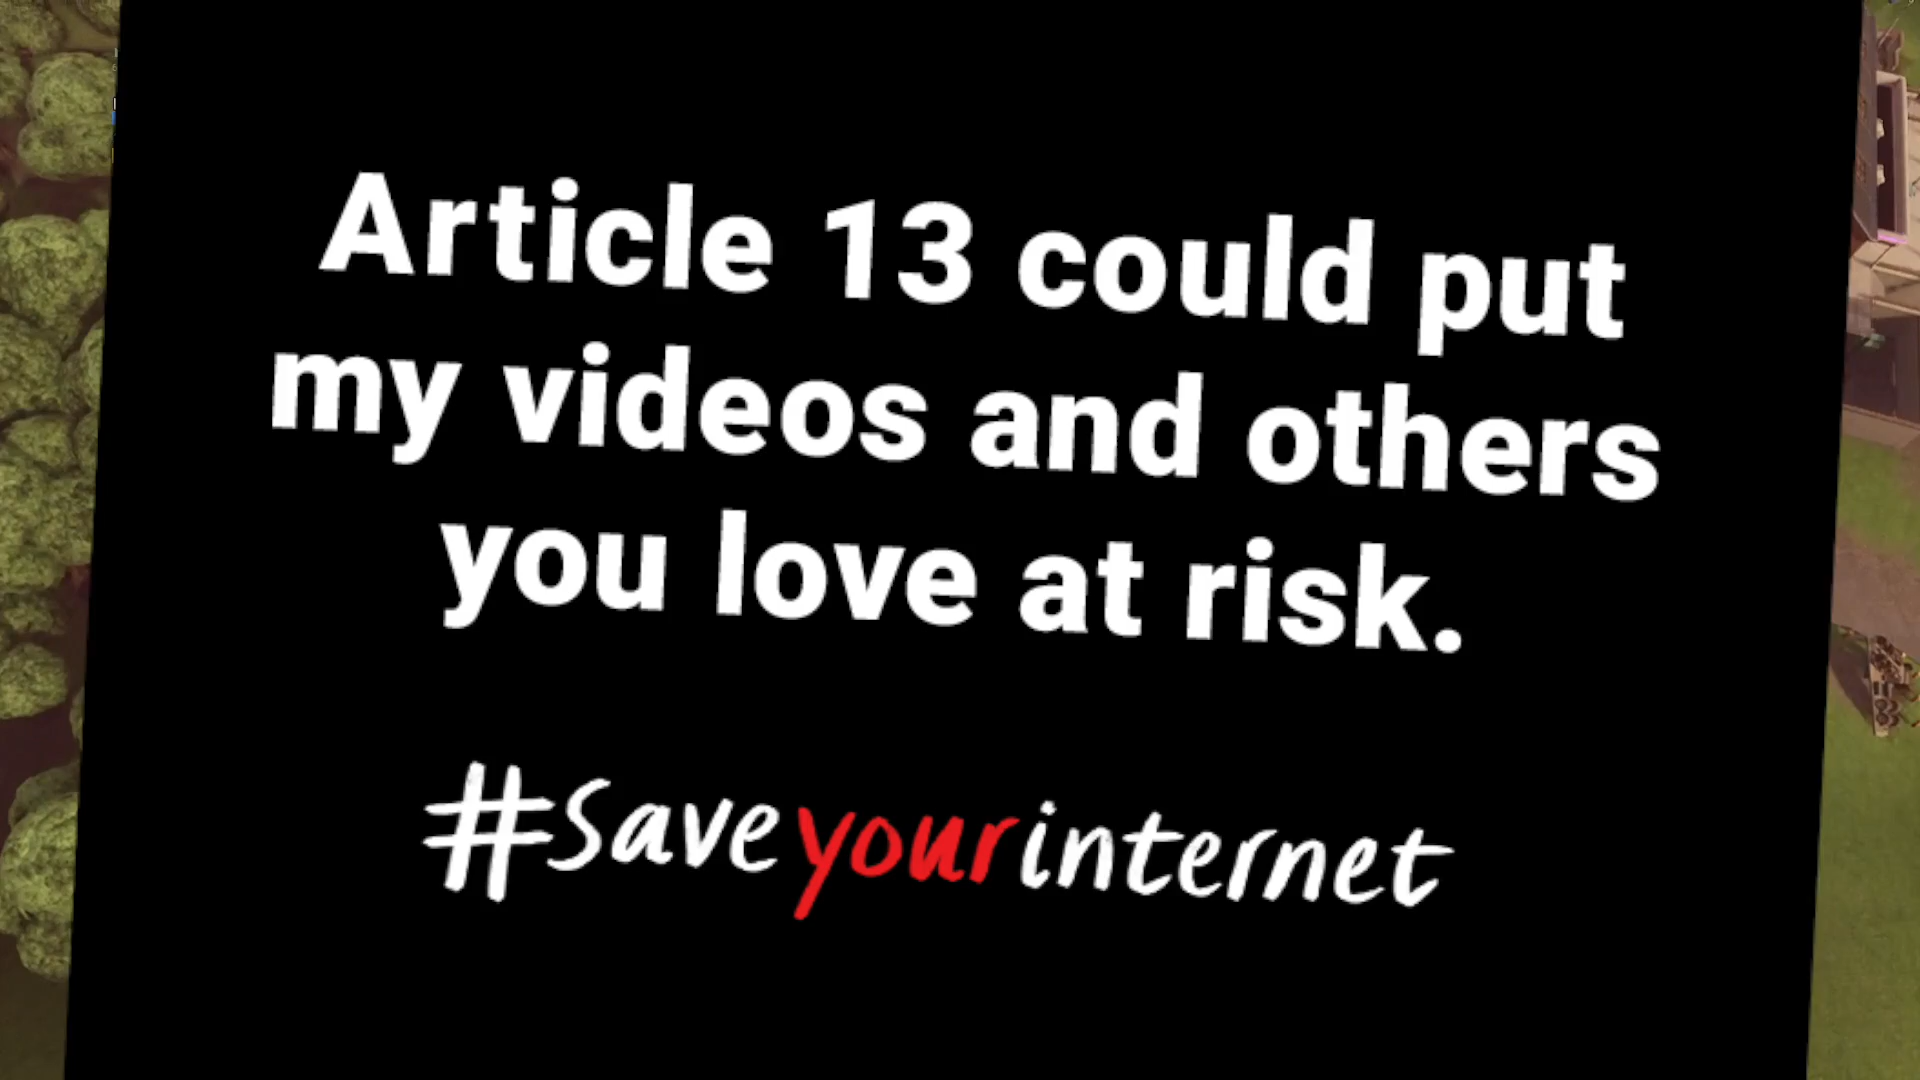 Article 13 could put
my videos and others
you love at risk.
#Saveyourinternet